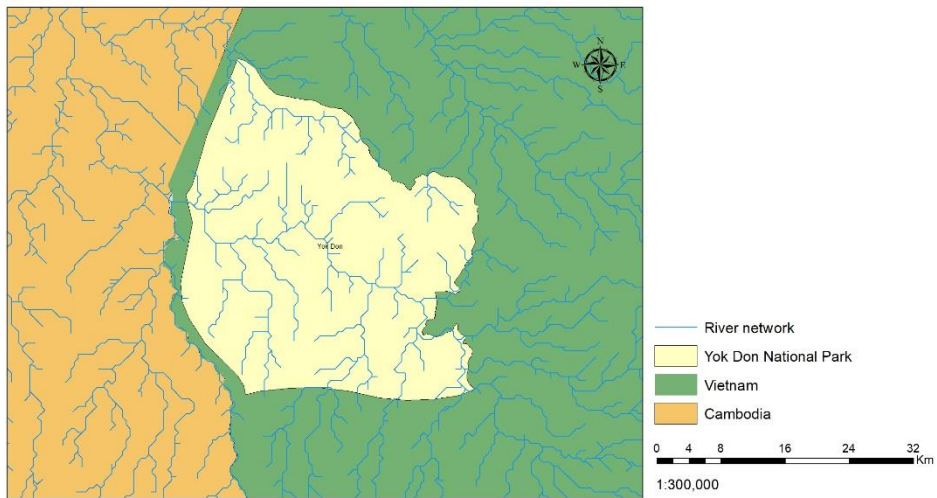 N
W E
S
Yok Don
River network
Yok Don National Park
Vietnam
Cambodia
0 4 8 16 24 32
Km
1:300,000